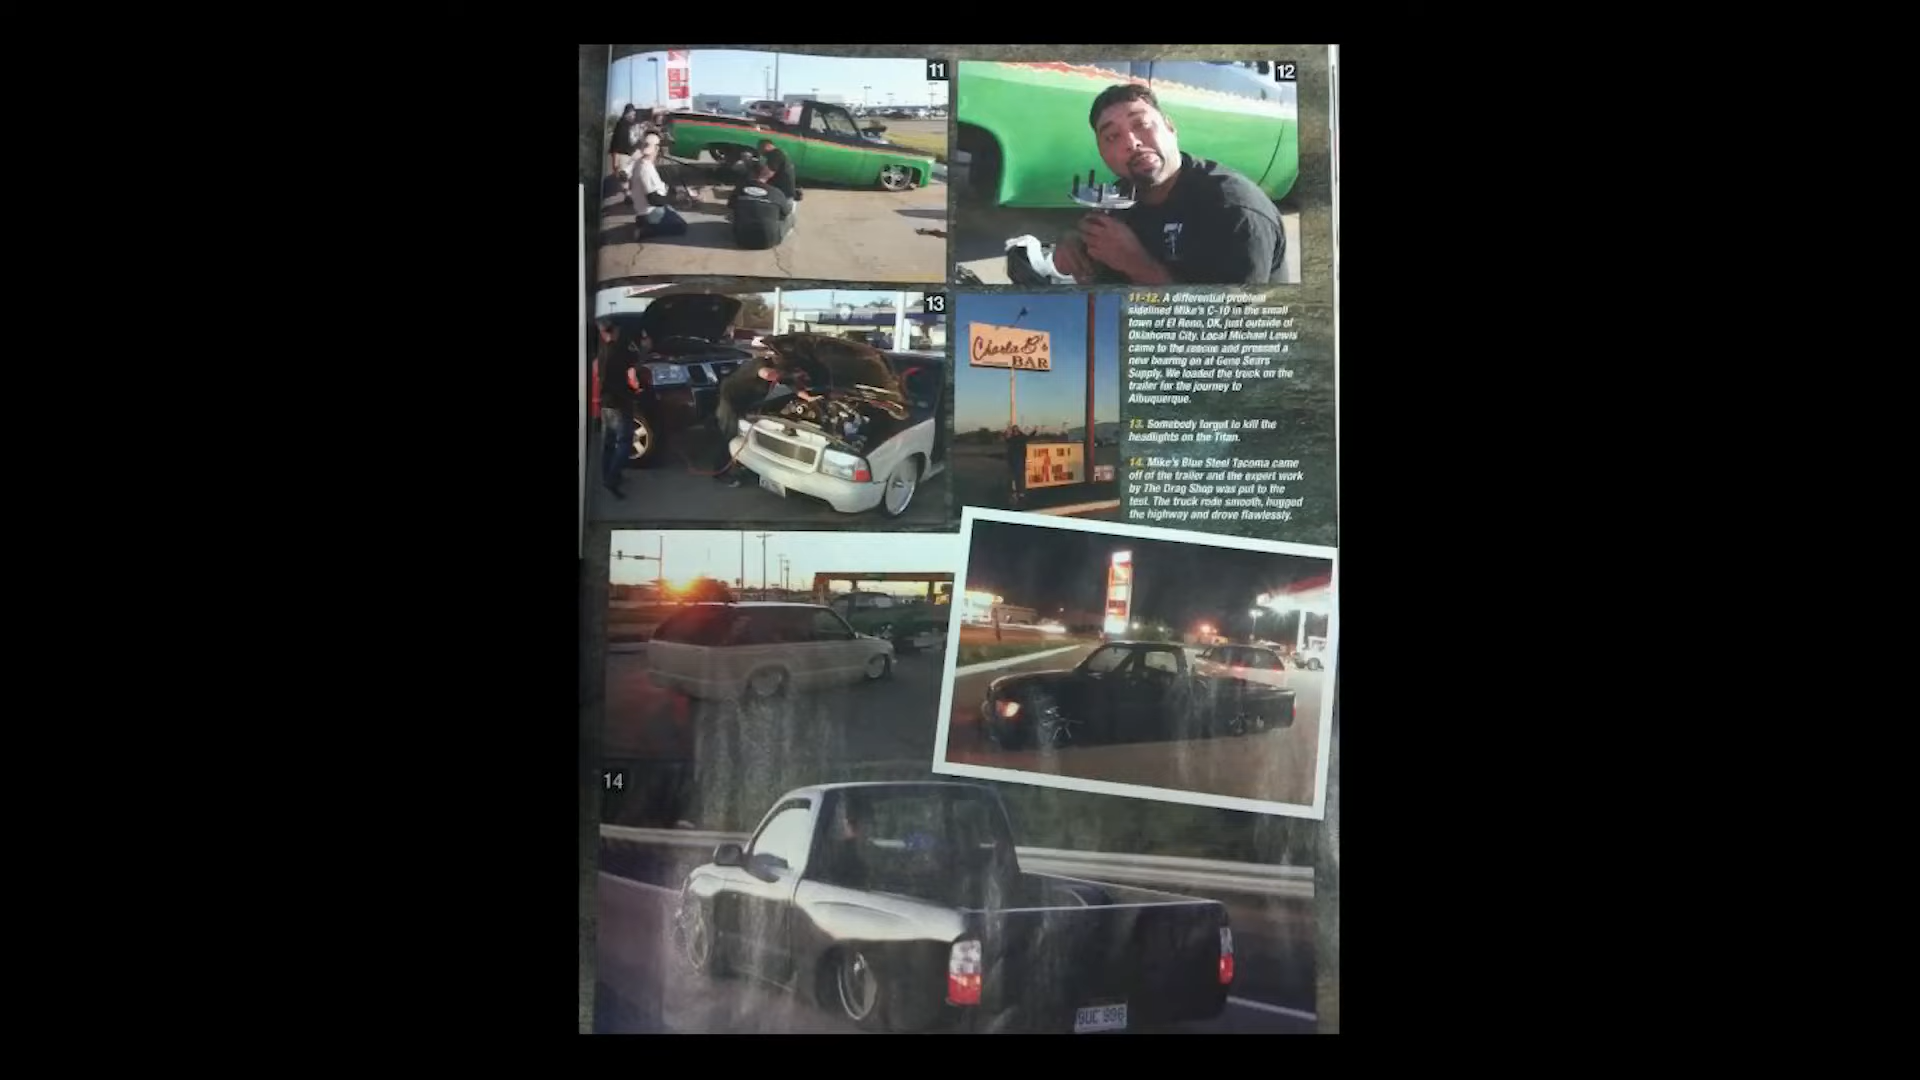 11
12
13
Charlie B's
BAR
11-12. A differential problem
sidelined Mike's C-10 in the small
town of El Reno, OK, just outside of
Oklahoma City. Local Michael Lewis
came to the rescue and pressed a
new bearing on at Gene Sears
Supply. We loaded the truck on the
trailer for the journey to
Albuquerque.
13. Somebody forgot to kill the
headlights on the Titan.
14. Mike's Blue Steel Tacoma came
off of the trailer and the expert work
by The Drag Shop was put to the
test. The truck rode smooth, hugged
the highway and drove flawlessly.
14